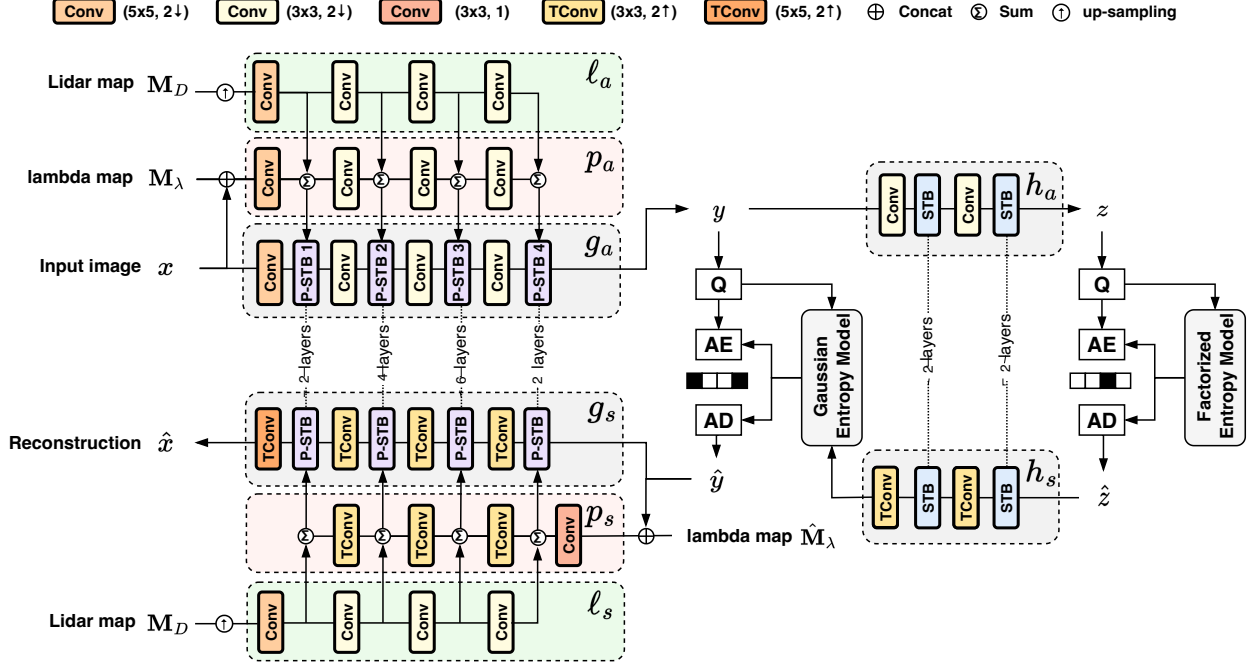 Conv (5x5, 2↓) Conv (3x3, 2↓) Conv (3x3, 1) TConv (3x3, 2↑) TConv (5x5, 2↑) ⊕ Concat Σ Sum ↑ up-sampling
Lidar map M_D ↑ Conv Conv Conv Conv ℓ_a
lambda map M_λ Conv Σ Conv Σ Conv Σ Conv Σ p_a
Input image x Conv P-STB 1 Conv P-STB 2 Conv P-STB 3 Conv P-STB 4 g_a
y
Conv STB Conv STB h_a
z
2 layers 4 layers 6 layers 2 layers
Q
AE
AD
Gaussian
Entropy Model
2 layers 2 layers
Q
AE
AD
Factorized
Entropy Model
Reconstruction x̂ TConv P-STB TConv P-STB TConv P-STB TConv P-STB g_s
ŷ
TConv STB TConv STB h_s
ẑ
Σ TConv Σ TConv Σ TConv Σ Conv p_s
lambda map M̂_λ
Lidar map M_D ↑ Conv Conv Conv Conv ℓ_s